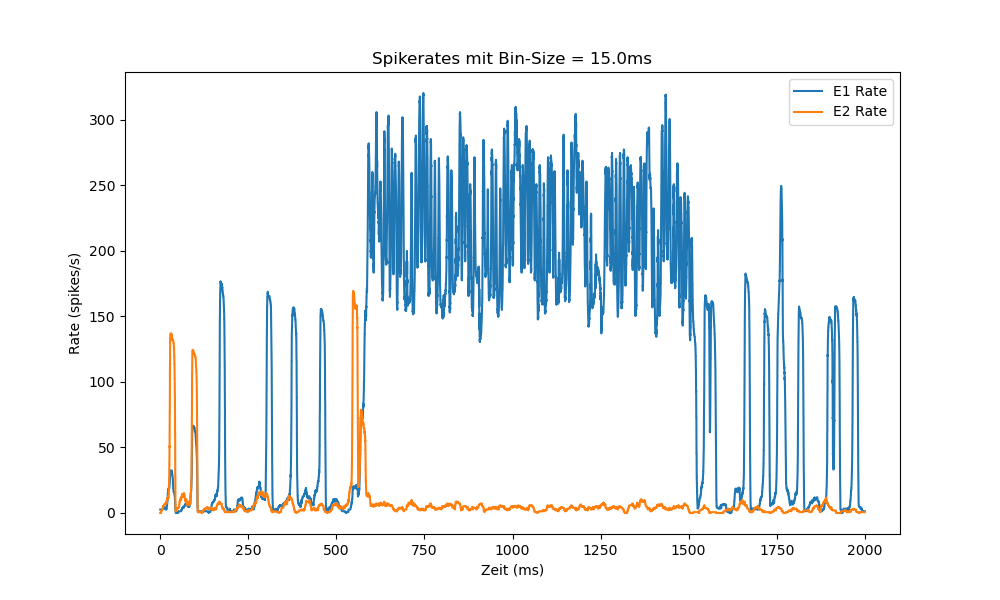 Spikerates mit Bin-Size = 15.0ms
E1 Rate
E2 Rate
Rate (spikes/s)
300
250
200
150
100
50
0
0 250 500 750 1000 1250 1500 1750 2000
Zeit (ms)